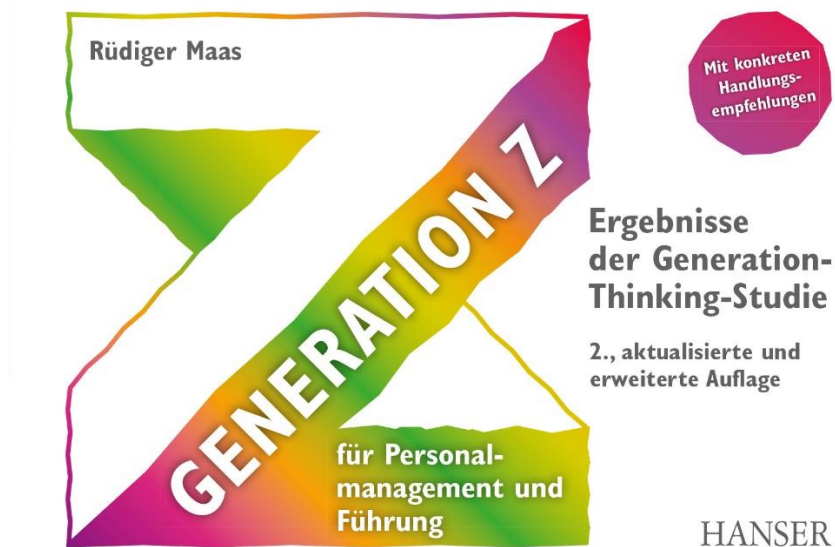 Rüdiger Maas
Mit konkreten
Handlungs-
empfehlungen
GENERATION Z
für Personal-
management und
Führung
Ergebnisse
der Generation-
Thinking-Studie
2., aktualisierte und
erweiterte Auflage
HANSER